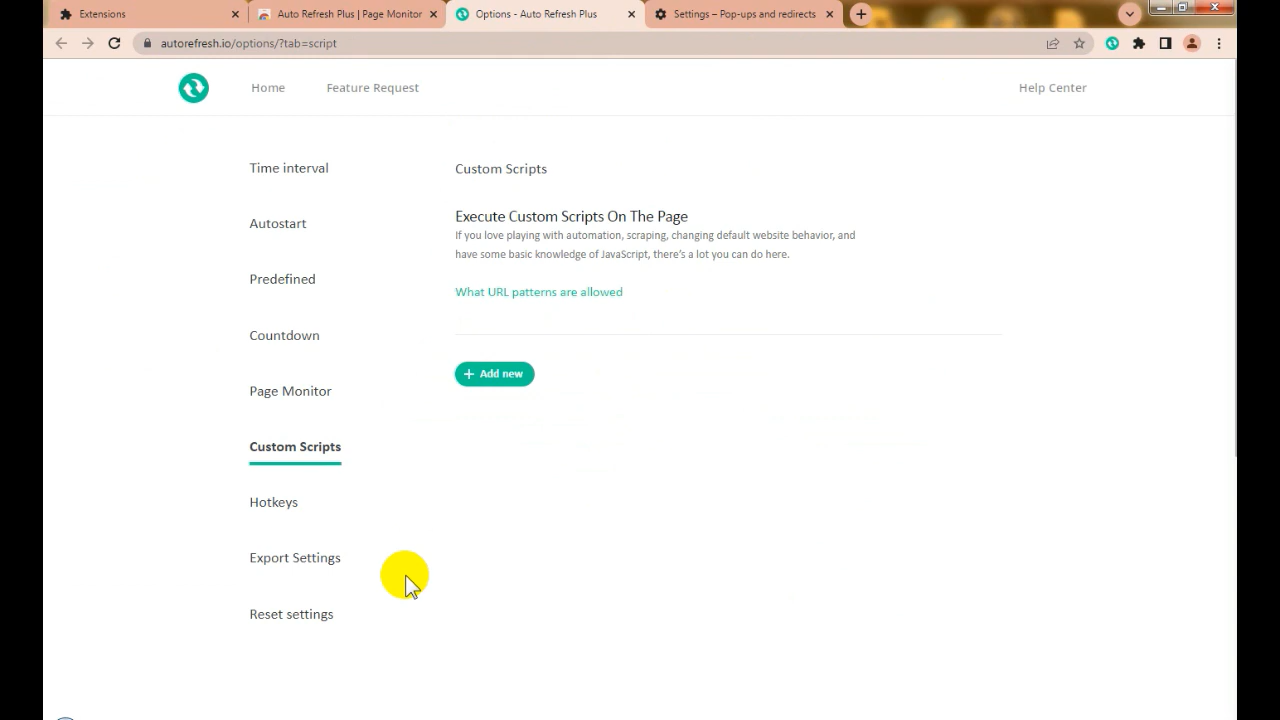 Extensions
Auto Refresh Plus | Page Monitor
Options - Auto Refresh Plus
Settings – Pop-ups and redirects
autorefresh.io/options/?tab=script
Home
Feature Request
Help Center
Time interval
Autostart
Predefined
Countdown
Page Monitor
Custom Scripts
Hotkeys
Export Settings
Reset settings
Custom Scripts
Execute Custom Scripts On The Page
If you love playing with automation, scraping, changing default website behavior, and
have some basic knowledge of JavaScript, there's a lot you can do here.
What URL patterns are allowed
+ Add new